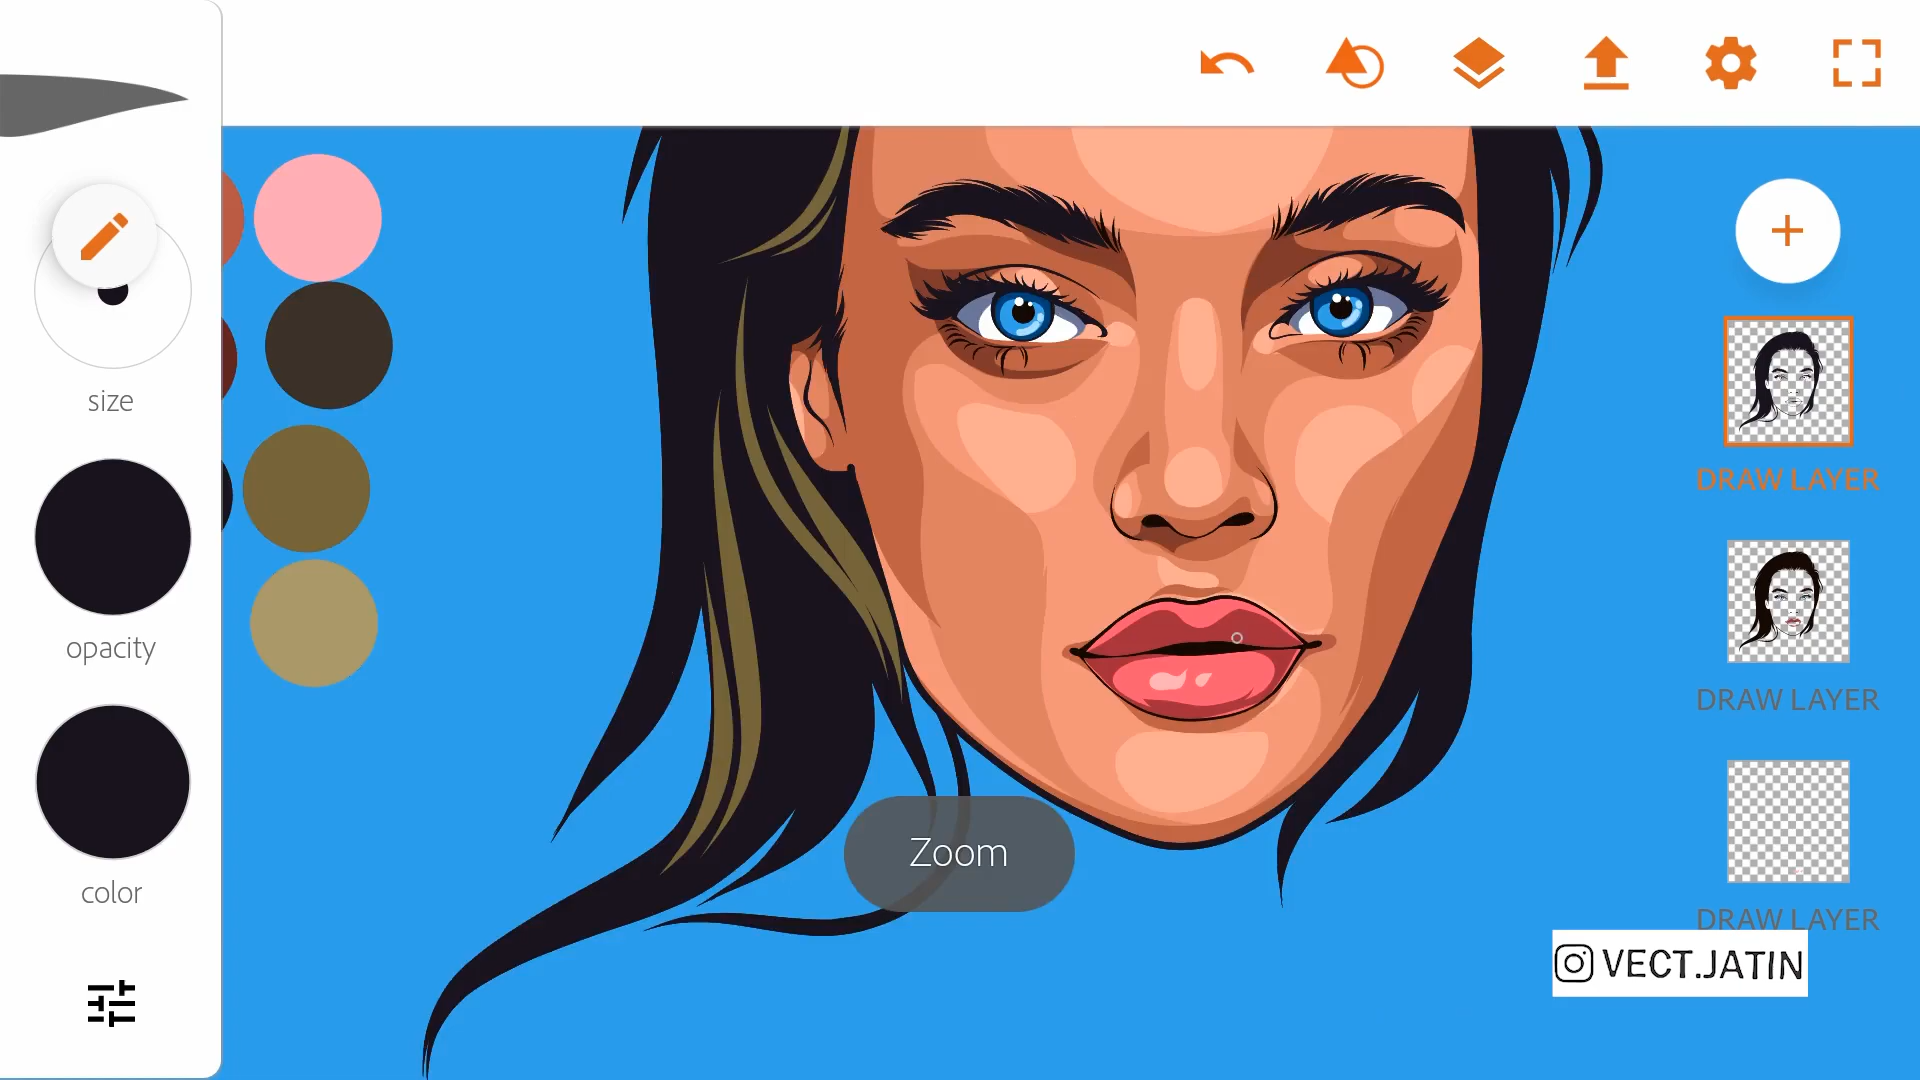 size
opacity
color
Zoom
DRAW LAYER
DRAW LAYER
DRAW LAYER
VECT.JATIN